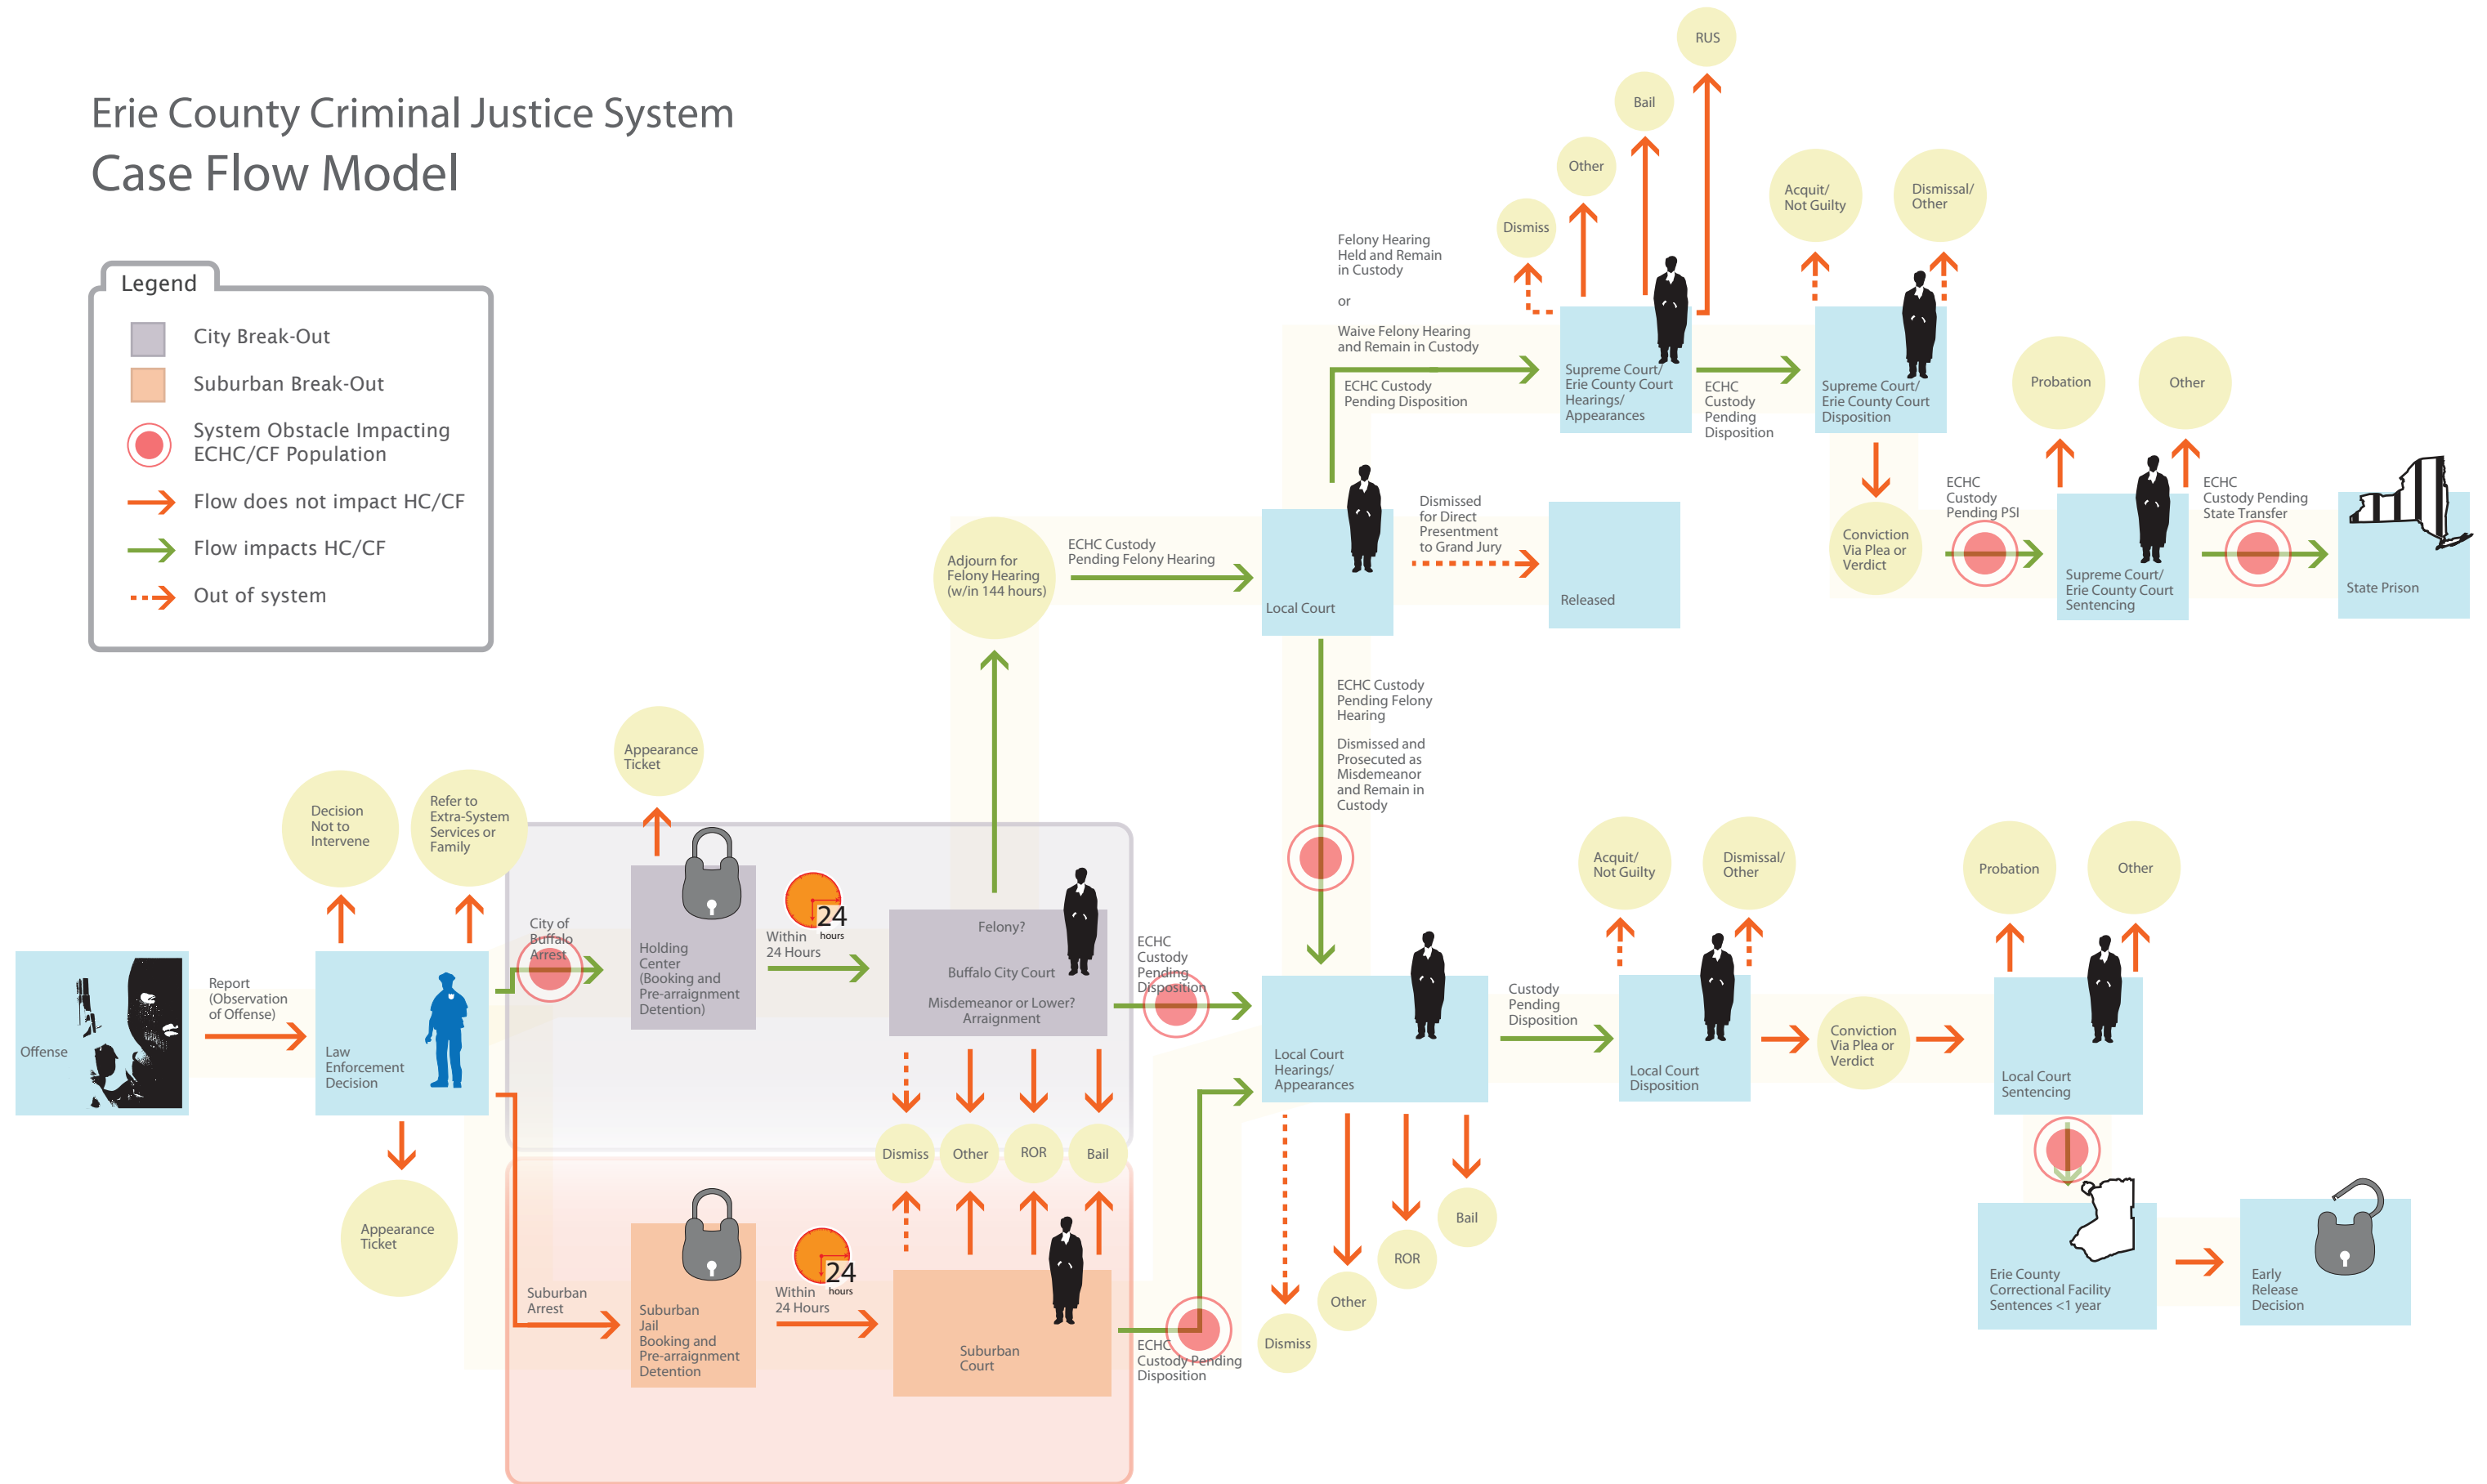 Erie County Criminal Justice System
Case Flow Model
Legend
City Break-Out
Suburban Break-Out
System Obstacle Impacting
ECHC/CF Population
Flow does not impact HC/CF
Flow impacts HC/CF
Out of system
RUS
Bail
Other
Dismiss
Acquit/
Not Guilty
Dismissal/
Other
Felony Hearing
Held and Remain
in Custody
or
Waive Felony Hearing
and Remain in Custody
ECHC Custody
Pending Disposition
Supreme Court/
Erie County Court
Hearings/
Appearances
ECHC
Custody
Pending
Disposition
Supreme Court/
Erie County Court
Disposition
Probation
Other
Conviction
Via Plea or
Verdict
ECHC
Custody
Pending PSI
Supreme Court/
Erie County Court
Sentencing
ECHC
Custody Pending
State Transfer
State Prison
Adjourn for
Felony Hearing
(w/in 144 hours)
ECHC Custody
Pending Felony Hearing
Local Court
Dismissed
for Direct
Presentment
to Grand Jury
Released
ECHC Custody
Pending Felony
Hearing
Dismissed and
Prosecuted as
Misdemeanor
and Remain in
Custody
Appearance
Ticket
Decision
Not to
Intervene
Refer to
Extra-System
Services or
Family
Offense
Report
(Observation
of Offense)
Law
Enforcement
Decision
Appearance
Ticket
City of
Buffalo
Arrest
Holding
Center
(Booking and
Pre-arraignment
Detention)
24
hours
Within
24 Hours
Felony?
Buffalo City Court
Misdemeanor or Lower?
Arraignment
ECHC
Custody
Pending
Disposition
Dismiss
Other
ROR
Bail
Suburban
Arrest
Suburban
Jail
Booking and
Pre-arraignment
Detention
24
hours
Within
24 Hours
Suburban
Court
ECHC
Custody Pending
Disposition
Local Court
Hearings/
Appearances
Dismiss
Other
ROR
Bail
Custody
Pending
Disposition
Acquit/
Not Guilty
Dismissal/
Other
Local Court
Disposition
Conviction
Via Plea or
Verdict
Probation
Other
Local Court
Sentencing
Erie County
Correctional Facility
Sentences <1 year
Early
Release
Decision